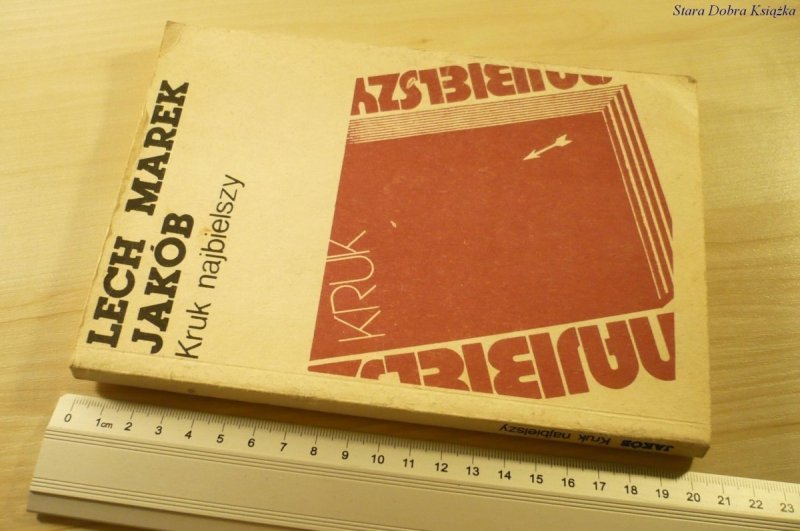 Stara Dobra Książka
LECH MAREK
JAKÓB
Kruk najbielszy
NAJBIELSZY
KRUK
NAJBIELSZ
JAKÓB Kruk najbielszy
0 1cm 2 3 4 5 6 7 8 9 10 11 12 13 14 15 16 17 18 19 20 21 22 23